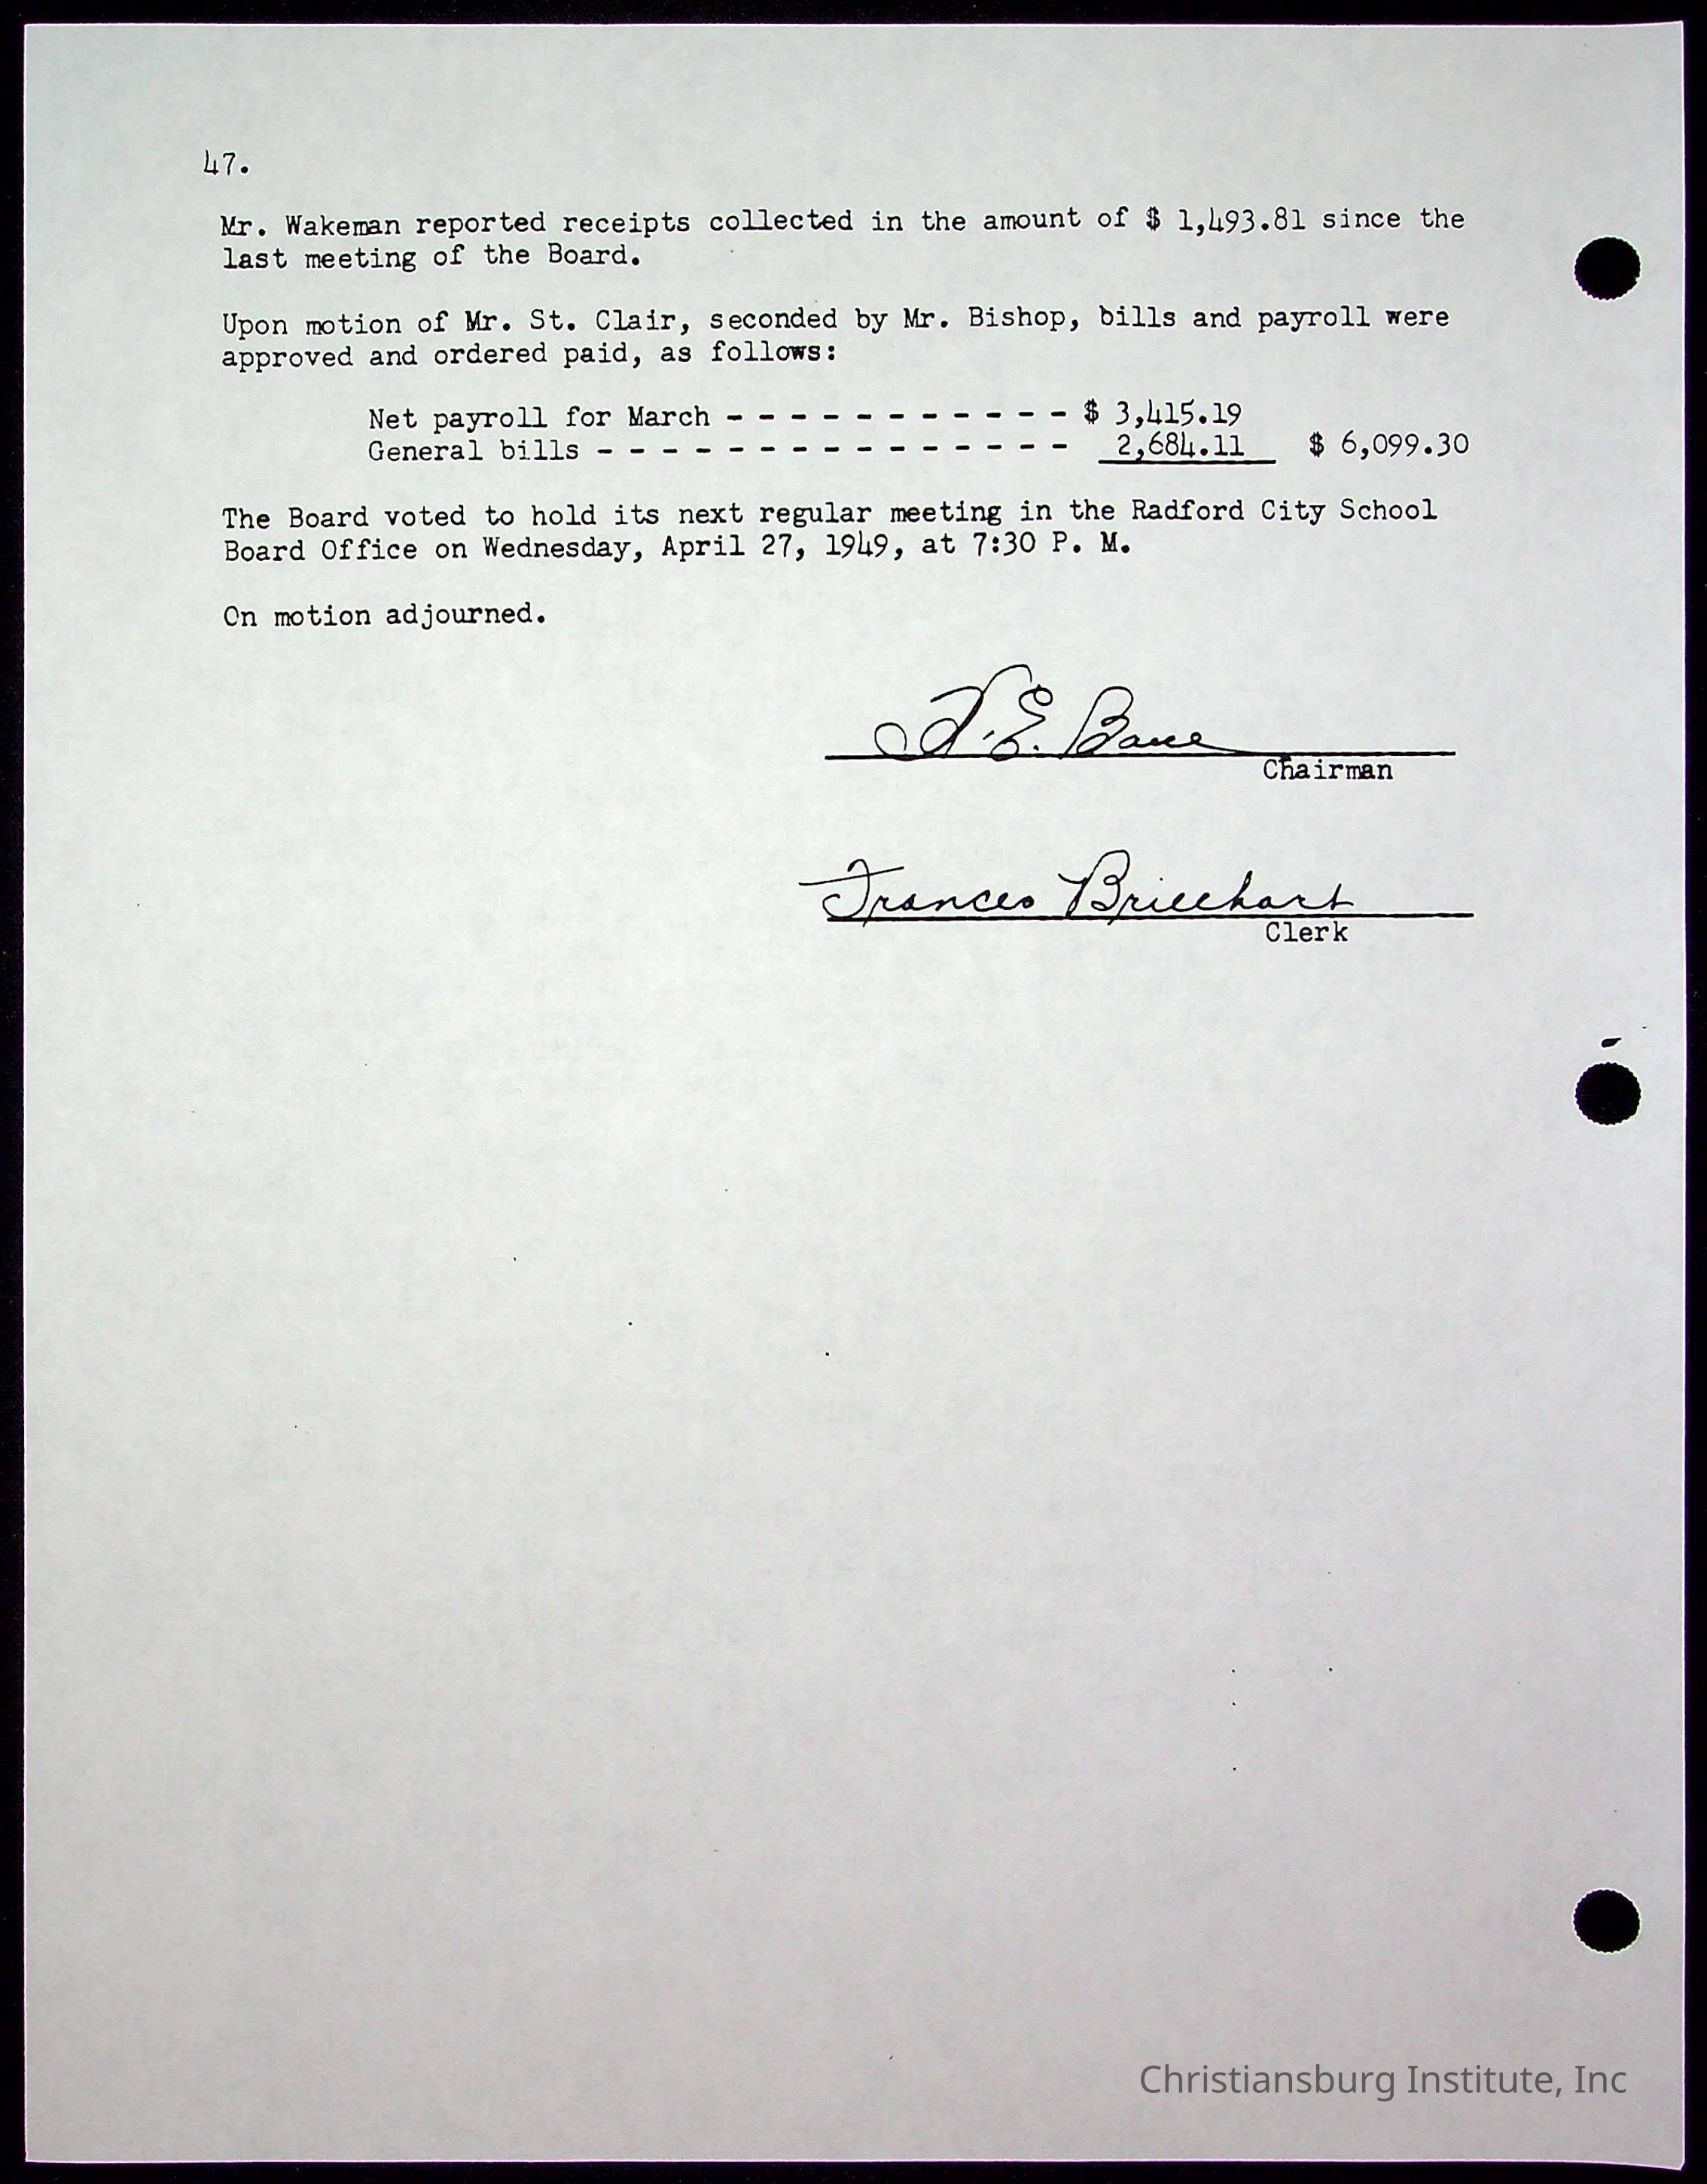 47.
Mr. Wakeman reported receipts collected in the amount of $ 1,493.81 since the
last meeting of the Board.
Upon motion of Mr. St. Clair, seconded by Mr. Bishop, bills and payroll were
approved and ordered paid, as follows:
Net payroll for March - - - - - - - - - - - $ 3,415.19
General bills - - - - - - - - - - - - - - - 2,684.11 $ 6,099.30
The Board voted to hold its next regular meeting in the Radford City School
Board Office on Wednesday, April 27, 1949, at 7:30 P. M.
On motion adjourned.
E. Bane
Chairman
Frances Brillhart
Clerk
Christiansburg Institute, Inc